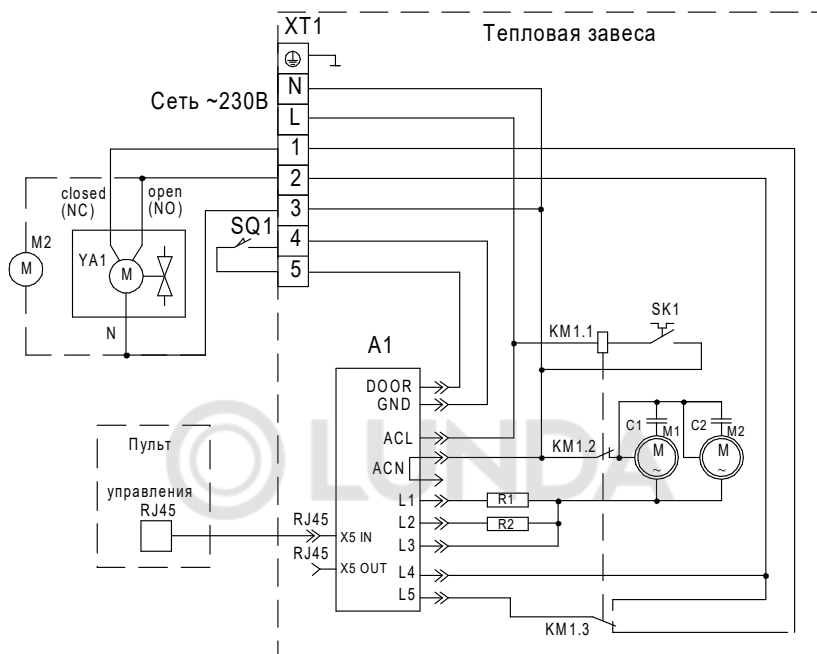 XT1
Тепловая завеса
Сеть ~230В
N
L
1
2
3
4
5
closed
(NC)
open
(NO)
SQ1
M2
M
YA1
M
N
SK1
KM1.1
A1
DOOR
GND
ACL
ACN
KM1.2
C1
M1
C2
M2
M
~
M
~
L1
R1
L2
R2
L3
L4
L5
KM1.3
Пульт
управления
RJ45
RJ45
X5 IN
RJ45
X5 OUT
LUNDA